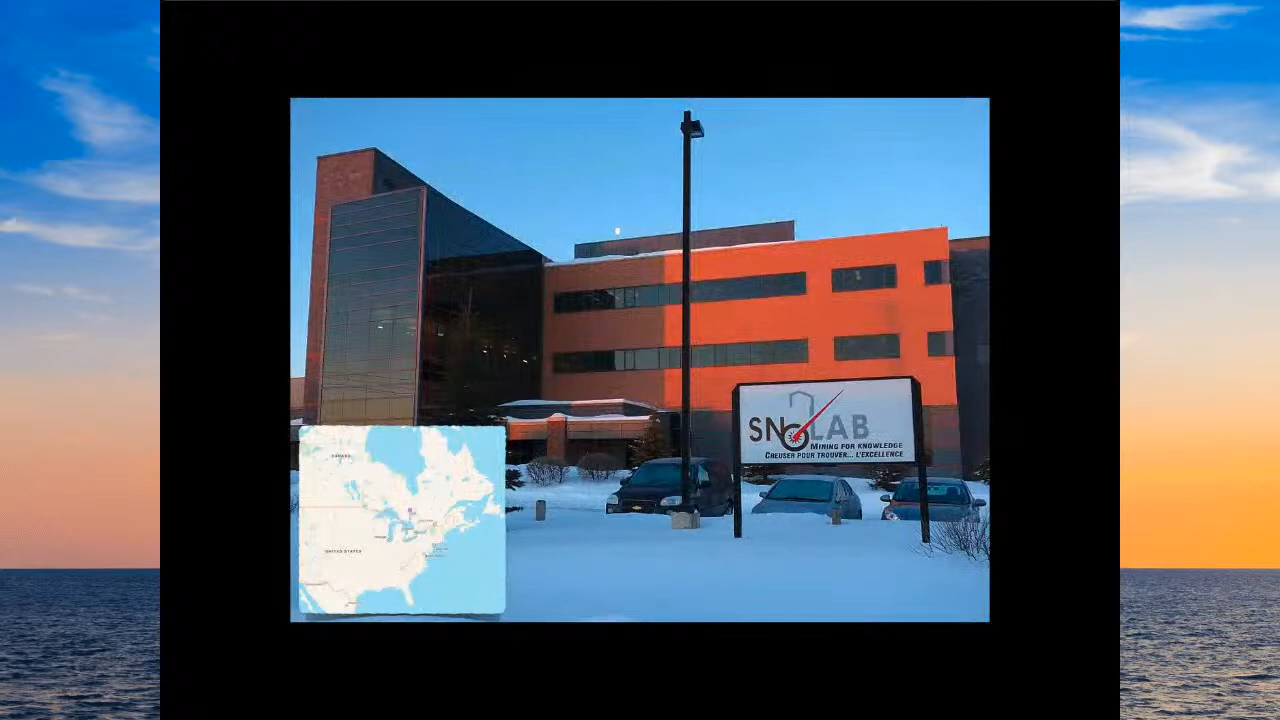 SNOLAB
MINING FOR KNOWLEDGE
CREUSER POUR TROUVER... L'EXCELLENCE
CANADA
UNITED STATES